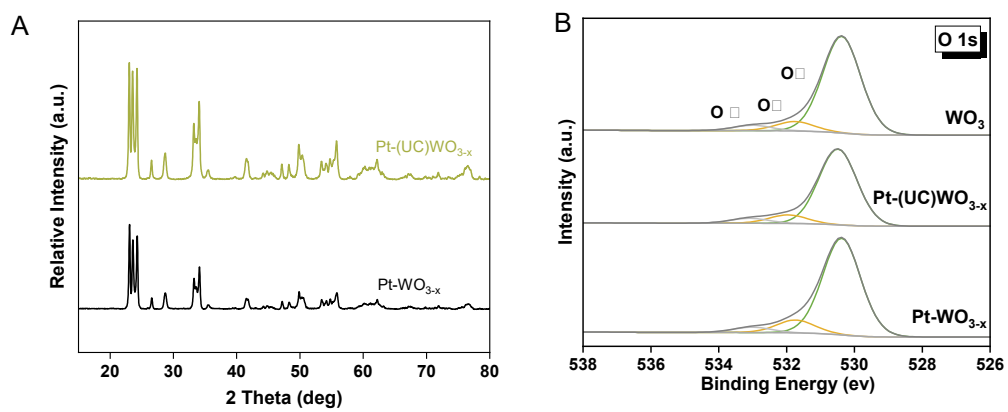 A
Relative Intensity (a.u.)
Pt-(UC)WO3-x
Pt-WO3-x
10 20 30 40 50 60 70 80
2 Theta (deg)
B
O 1s
Intensity (a.u.)
O□
O□
O□
WO3
Pt-(UC)WO3-x
Pt-WO3-x
538 536 534 532 530 528 526
Binding Energy (ev)